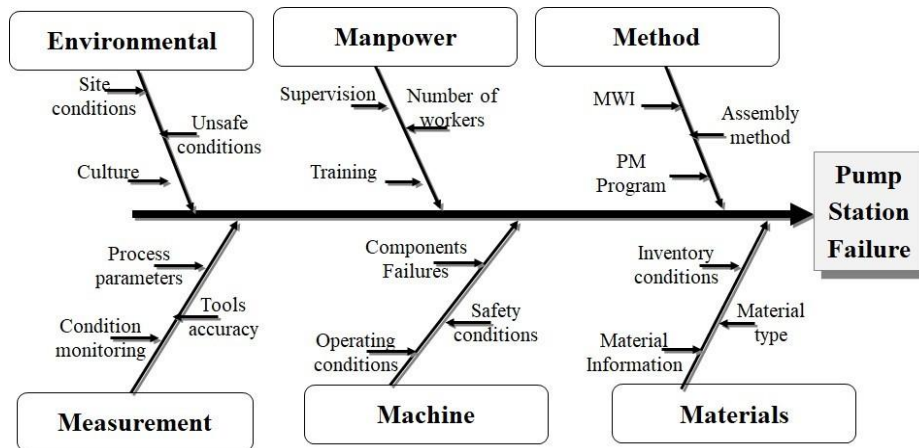 Environmental
Manpower
Method
Site
conditions
Unsafe
conditions
Culture
Supervision
Number of
workers
Training
MWI
Assembly
method
PM
Program
Pump
Station
Failure
Process
parameters
Tools
accuracy
Condition
monitoring
Components
Failures
Safety
conditions
Operating
conditions
Inventory
conditions
Material
type
Material
Information
Measurement
Machine
Materials